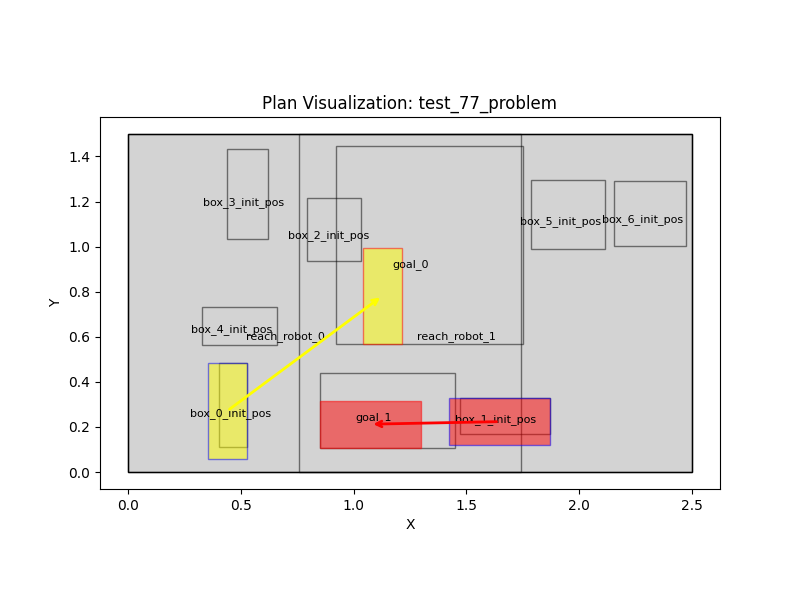 Plan Visualization: test_77_problem
1.4
1.2
1.0
0.8
0.6
0.4
0.2
0.0
Y
box_3_init_pos
box_2_init_pos
box_5_init_pos
box_6_init_pos
goal_0
box_4_init_pos
reach_robot_0
reach_robot_1
box_0_init_pos
goal_1
box_1_init_pos
0.0
0.5
1.0
1.5
2.0
2.5
X